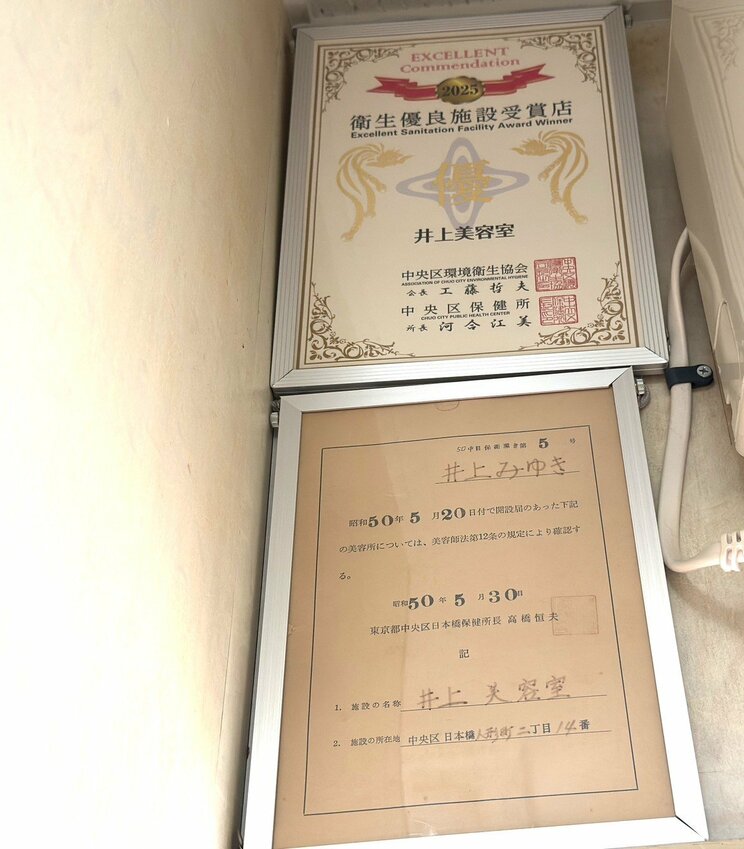 EXCELLENT
Commendation
2025
衛生優良施設受賞店
Excellent Sanitation Facility Award Winner
優
井上美容室
中央区環境衛生協会
ASSOCIATION OF CHUO CITY ENVIRONMENTAL HYGIENE
会長 工藤哲夫
中央区保健所
CHUO CITY PUBLIC HEALTH CENTER
所長 河合江美
50中日保衛環き第 5 号
井上みゆき
昭和50年5月20日付で開設届のあった下記
の美容所については、美容師法第12条の規定により確認す
る。
昭和50年5月30日
東京都中央区日本橋保健所長 高橋恒夫
記
1. 施設の名称 井上美容室
2. 施設の所在地 中央区日本橋人形町二丁目14番